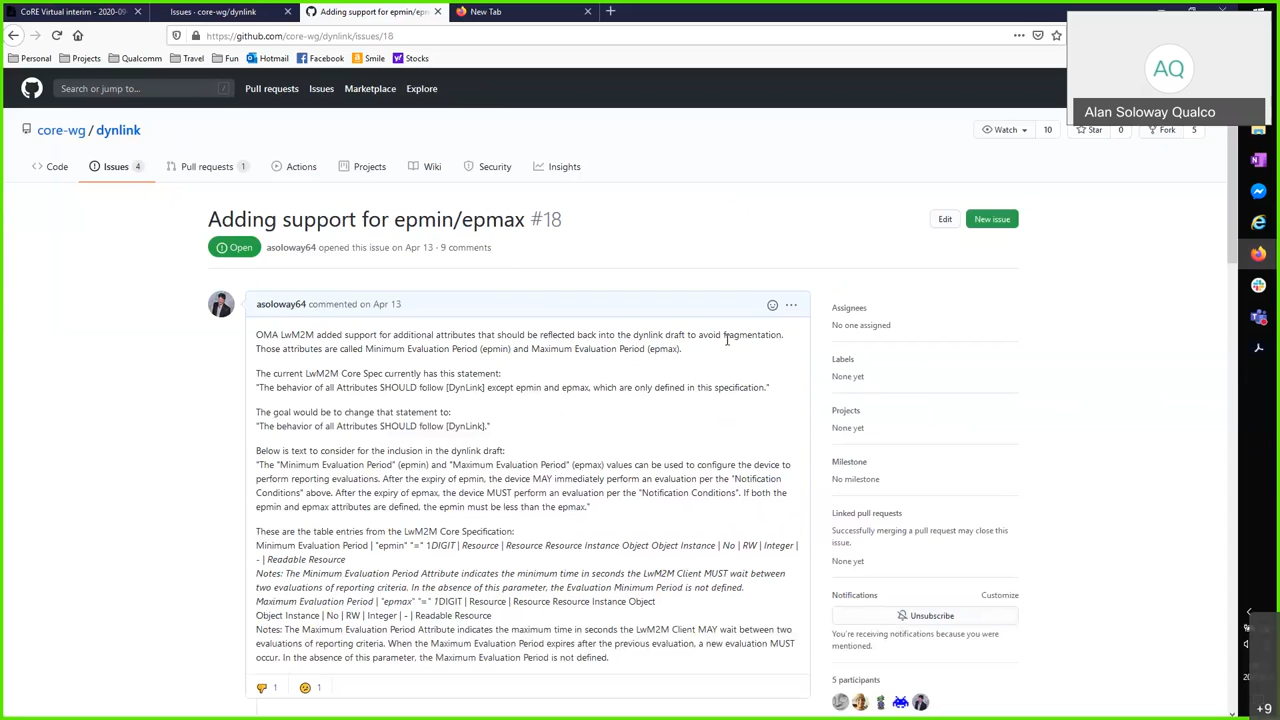 CoRE Virtual interim - 2020-09-
Issues · core-wg/dynlink
Adding support for epmin/epm
New Tab
https://github.com/core-wg/dynlink/issues/18
Personal Projects Qualcomm Travel Fun Hotmail Facebook Smile Stocks
AQ
Alan Soloway Qualco
Search or jump to... /
Pull requests Issues Marketplace Explore
core-wg / dynlink
Watch 10 Star 0 Fork 5
Code Issues 4 Pull requests 1 Actions Projects Wiki Security Insights
Adding support for epmin/epmax #18
Edit New issue
Open asoloway64 opened this issue on Apr 13 · 9 comments
asoloway64 commented on Apr 13
OMA LwM2M added support for additional attributes that should be reflected back into the dynlink draft to avoid fragmentation.
Those attributes are called Minimum Evaluation Period (epmin) and Maximum Evaluation Period (epmax).
The current LwM2M Core Spec currently has this statement:
"The behavior of all Attributes SHOULD follow [DynLink] except epmin and epmax, which are only defined in this specification."
The goal would be to change that statement to:
"The behavior of all Attributes SHOULD follow [DynLink]."
Below is text to consider for the inclusion in the dynlink draft:
"The "Minimum Evaluation Period" (epmin) and "Maximum Evaluation Period" (epmax) values can be used to configure the device to
perform reporting evaluations. After the expiry of epmin, the device MAY immediately perform an evaluation per the "Notification
Conditions" above. After the expiry of epmax, the device MUST perform an evaluation per the "Notification Conditions". If both the
epmin and epmax attributes are defined, the epmin must be less than the epmax."
These are the table entries from the LwM2M Core Specification:
Minimum Evaluation Period | "epmin" "=" 1DIGIT | Resource | Resource Resource Instance Object Object Instance | No | RW | Integer |
- | Readable Resource
Notes: The Minimum Evaluation Period Attribute indicates the minimum time in seconds the LwM2M Client MUST wait between
two evaluations of reporting criteria. In the absence of this parameter, the Evaluation Minimum Period is not defined.
Maximum Evaluation Period | "epmax" "=" 1DIGIT | Resource | Resource Resource Instance Object
Object Instance | No | RW | Integer | - | Readable Resource
Notes: The Maximum Evaluation Period Attribute indicates the maximum time in seconds the LwM2M Client MAY wait between two
evaluations of reporting criteria. When the Maximum Evaluation Period expires after the previous evaluation, a new evaluation MUST
occur. In the absence of this parameter, the Maximum Evaluation Period is not defined.
1 1
Assignees
No one assigned
Labels
None yet
Projects
None yet
Milestone
No milestone
Linked pull requests
Successfully merging a pull request may close this
issue.
None yet
Notifications Customize
Unsubscribe
You're receiving notifications because you were
mentioned.
5 participants
+9